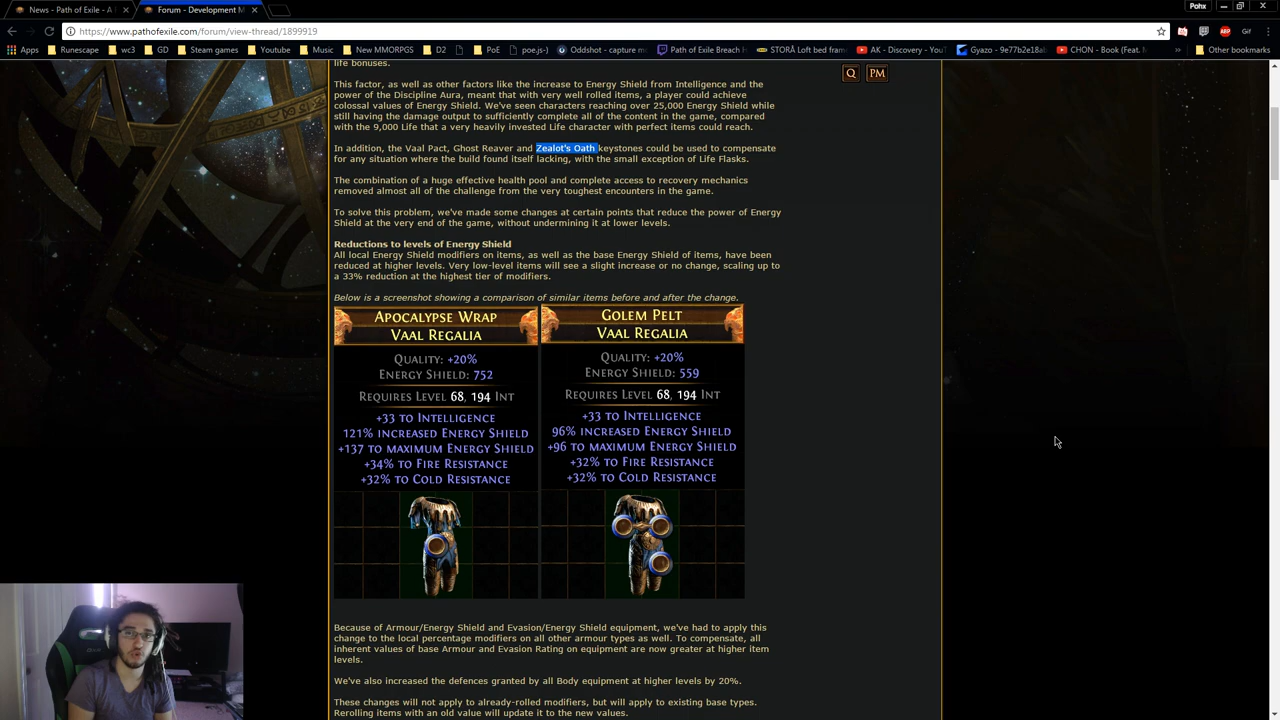 News - Path of Exile - A F
Forum - Development M
Pohx
https://www.pathofexile.com/forum/view-thread/1899919
Apps
Runescape
wc3
GD
Steam games
Youtube
Music
New MMORPGS
D2
PoE
poe.js-)
Oddshot - capture m
Path of Exile Breach H
STORÅ Loft bed fram
AK - Discovery - You
Gyazo - 9e77b2e18ab
CHON - Book (Feat. M
»
Other bookmarks
life bonuses.
Q
PM
This factor, as well as other factors like the increase to Energy Shield from Intelligence and the
power of the Discipline Aura, meant that with very well rolled items, a player could achieve
colossal values of Energy Shield. We've seen characters reaching over 25,000 Energy Shield while
still having the damage output to sufficiently complete all of the content in the game, compared
with the 9,000 Life that a very heavily invested Life character with perfect items could reach.
In addition, the Vaal Pact, Ghost Reaver and Zealot's Oath keystones could be used to compensate
for any situation where the build found itself lacking, with the small exception of Life Flasks.
The combination of a huge effective health pool and complete access to recovery mechanics
removed almost all of the challenge from the very toughest encounters in the game.
To solve this problem, we've made some changes at certain points that reduce the power of Energy
Shield at the very end of the game, without undermining it at lower levels.
Reductions to levels of Energy Shield
All local Energy Shield modifiers on items, as well as the base Energy Shield of items, have been
reduced at higher levels. Very low-level items will see a slight increase or no change, scaling up to
a 33% reduction at the highest tier of modifiers.
Below is a screenshot showing a comparison of similar items before and after the change.
Apocalypse Wrap
Vaal Regalia
Quality: +20%
Energy Shield: 752
Requires Level 68, 194 Int
+33 to Intelligence
121% increased Energy Shield
+137 to maximum Energy Shield
+34% to Fire Resistance
+32% to Cold Resistance
Golem Pelt
Vaal Regalia
Quality: +20%
Energy Shield: 559
Requires Level 68, 194 Int
+33 to Intelligence
96% increased Energy Shield
+96 to maximum Energy Shield
+32% to Fire Resistance
+32% to Cold Resistance
Because of Armour/Energy Shield and Evasion/Energy Shield equipment, we've had to apply this
change to the local percentage modifiers on all other armour types as well. To compensate, all
inherent values of base Armour and Evasion Rating on equipment are now greater at higher item
levels.
We've also increased the defences granted by all Body equipment at higher levels by 20%.
These changes will not apply to already-rolled modifiers, but will apply to existing base types.
Rerolling items with an old value will update it to the new values.